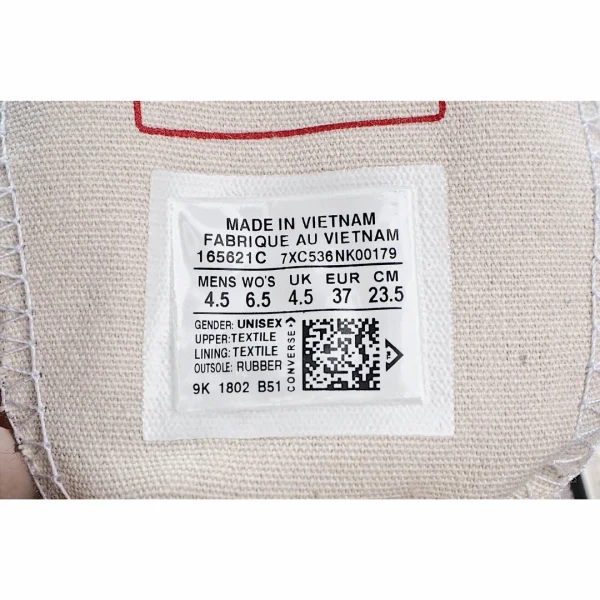 MADE IN VIETNAM
FABRIQUE AU VIETNAM
165621C 7XC536NK00179
MENS WO'S UK EUR CM
4.5 6.5 4.5 37 23.5
GENDER: UNISEX
UPPER: TEXTILE
LINING: TEXTILE
OUTSOLE: RUBBER
9K 1802 B51
CONVERSE
TM